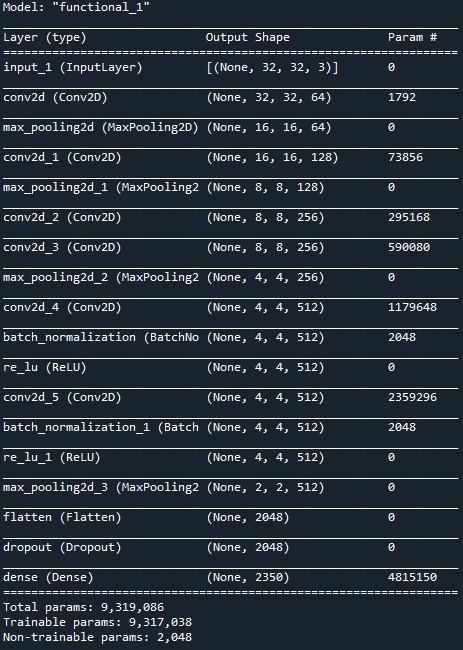 Model: "functional_1"
Layer (type) Output Shape Param #
input_1 (InputLayer) [(None, 32, 32, 3)] 0
conv2d (Conv2D) (None, 32, 32, 64) 1792
max_pooling2d (MaxPooling2D) (None, 16, 16, 64) 0
conv2d_1 (Conv2D) (None, 16, 16, 128) 73856
max_pooling2d_1 (MaxPooling2 (None, 8, 8, 128) 0
conv2d_2 (Conv2D) (None, 8, 8, 256) 295168
conv2d_3 (Conv2D) (None, 8, 8, 256) 590080
max_pooling2d_2 (MaxPooling2 (None, 4, 4, 256) 0
conv2d_4 (Conv2D) (None, 4, 4, 512) 1179648
batch_normalization (BatchNo (None, 4, 4, 512) 2048
re_lu (ReLU) (None, 4, 4, 512) 0
conv2d_5 (Conv2D) (None, 4, 4, 512) 2359296
batch_normalization_1 (Batch (None, 4, 4, 512) 2048
re_lu_1 (ReLU) (None, 4, 4, 512) 0
max_pooling2d_3 (MaxPooling2 (None, 2, 2, 512) 0
flatten (Flatten) (None, 2048) 0
dropout (Dropout) (None, 2048) 0
dense (Dense) (None, 2350) 4815150
Total params: 9,319,086
Trainable params: 9,317,038
Non-trainable params: 2,048